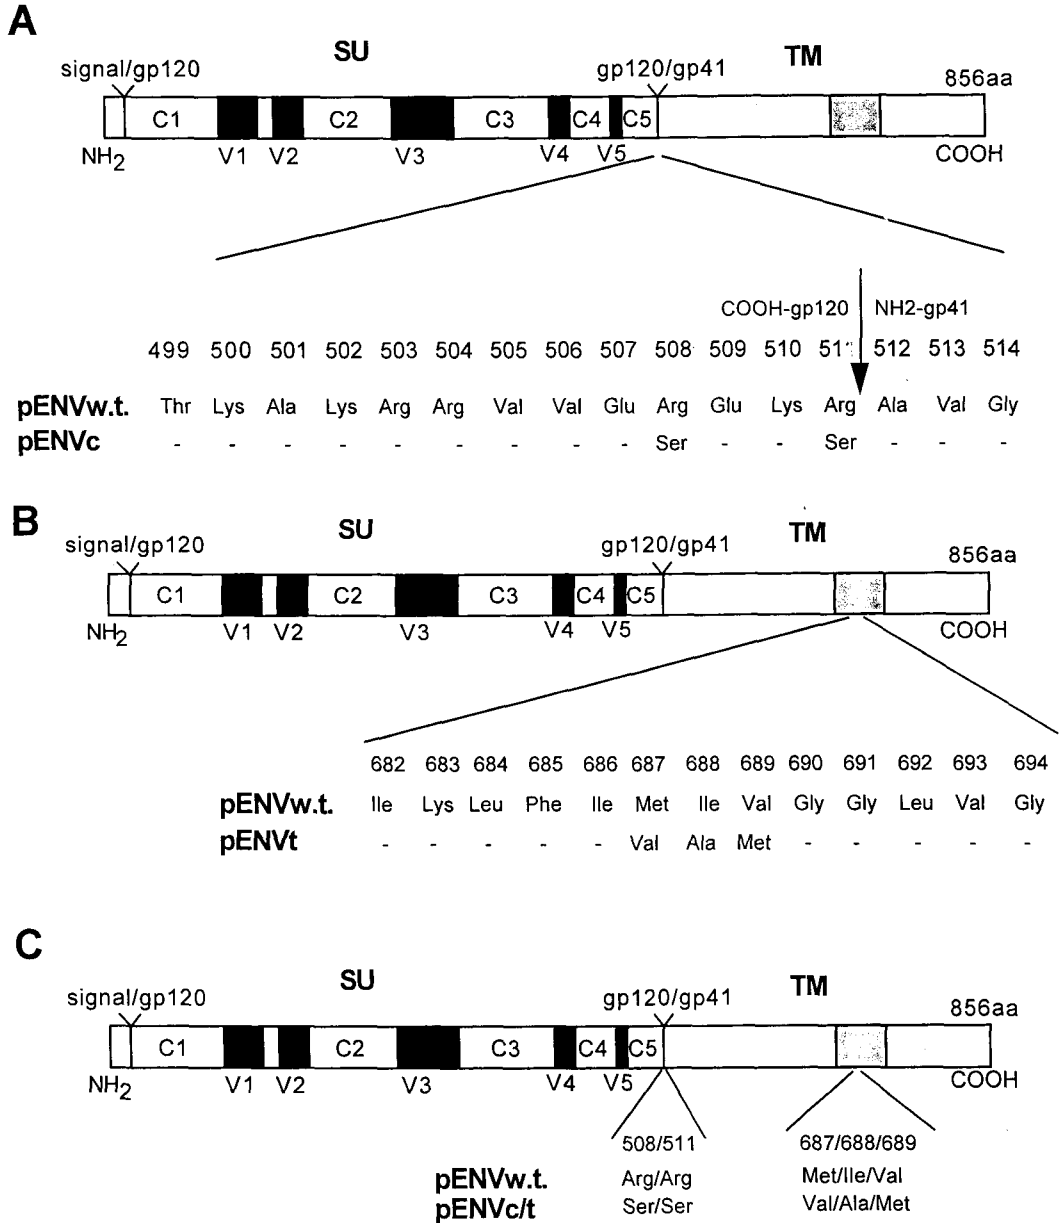 A
SU
TM
signal/gp120
gp120/gp41
856aa
C1
C2
C3
C4
C5
NH2
V1
V2
V3
V4
V5
COOH
COOH-gp120
NH2-gp41
499 500 501 502 503 504 505 506 507 508 509 510 511 512 513 514
pENVw.t. Thr Lys Ala Lys Arg Arg Val Val Glu Arg Glu Lys Arg Ala Val Gly
pENVc - - - - - - - - - Ser - - Ser - - -
B
SU
TM
signal/gp120
gp120/gp41
856aa
C1
C2
C3
C4
C5
NH2
V1
V2
V3
V4
V5
COOH
682 683 684 685 686 687 688 689 690 691 692 693 694
pENVw.t. Ile Lys Leu Phe Ile Met Ile Val Gly Gly Leu Val Gly
pENVt - - - - - Val Ala Met - - - - -
C
SU
TM
signal/gp120
gp120/gp41
856aa
C1
C2
C3
C4
C5
NH2
V1
V2
V3
V4
V5
COOH
508/511
687/688/689
pENVw.t. Arg/Arg Met/Ile/Val
pENVc/t Ser/Ser Val/Ala/Met